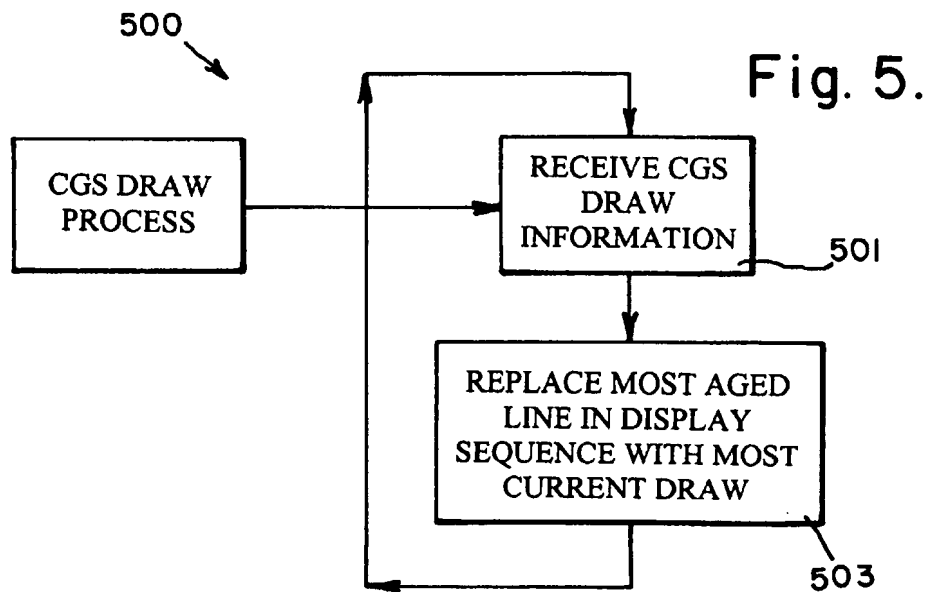 500
Fig. 5.
CGS DRAW
PROCESS
RECEIVE CGS
DRAW
INFORMATION
501
REPLACE MOST AGED
LINE IN DISPLAY
SEQUENCE WITH MOST
CURRENT DRAW
503